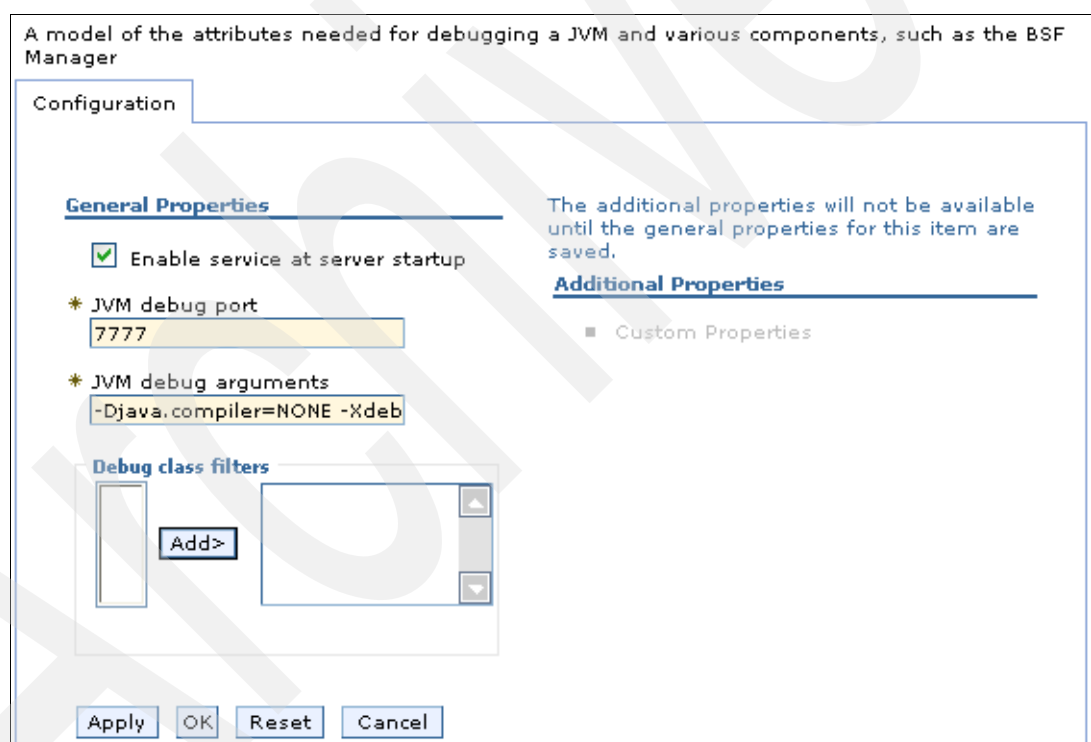 A model of the attributes needed for debugging a JVM and various components, such as the BSF
Manager
Configuration
General Properties
Enable service at server startup
* JVM debug port
7777
* JVM debug arguments
-Djava.compiler=NONE -Xdeb
Debug class filters
Add>
Apply OK Reset Cancel
The additional properties will not be available
until the general properties for this item are
saved.
Additional Properties
Custom Properties